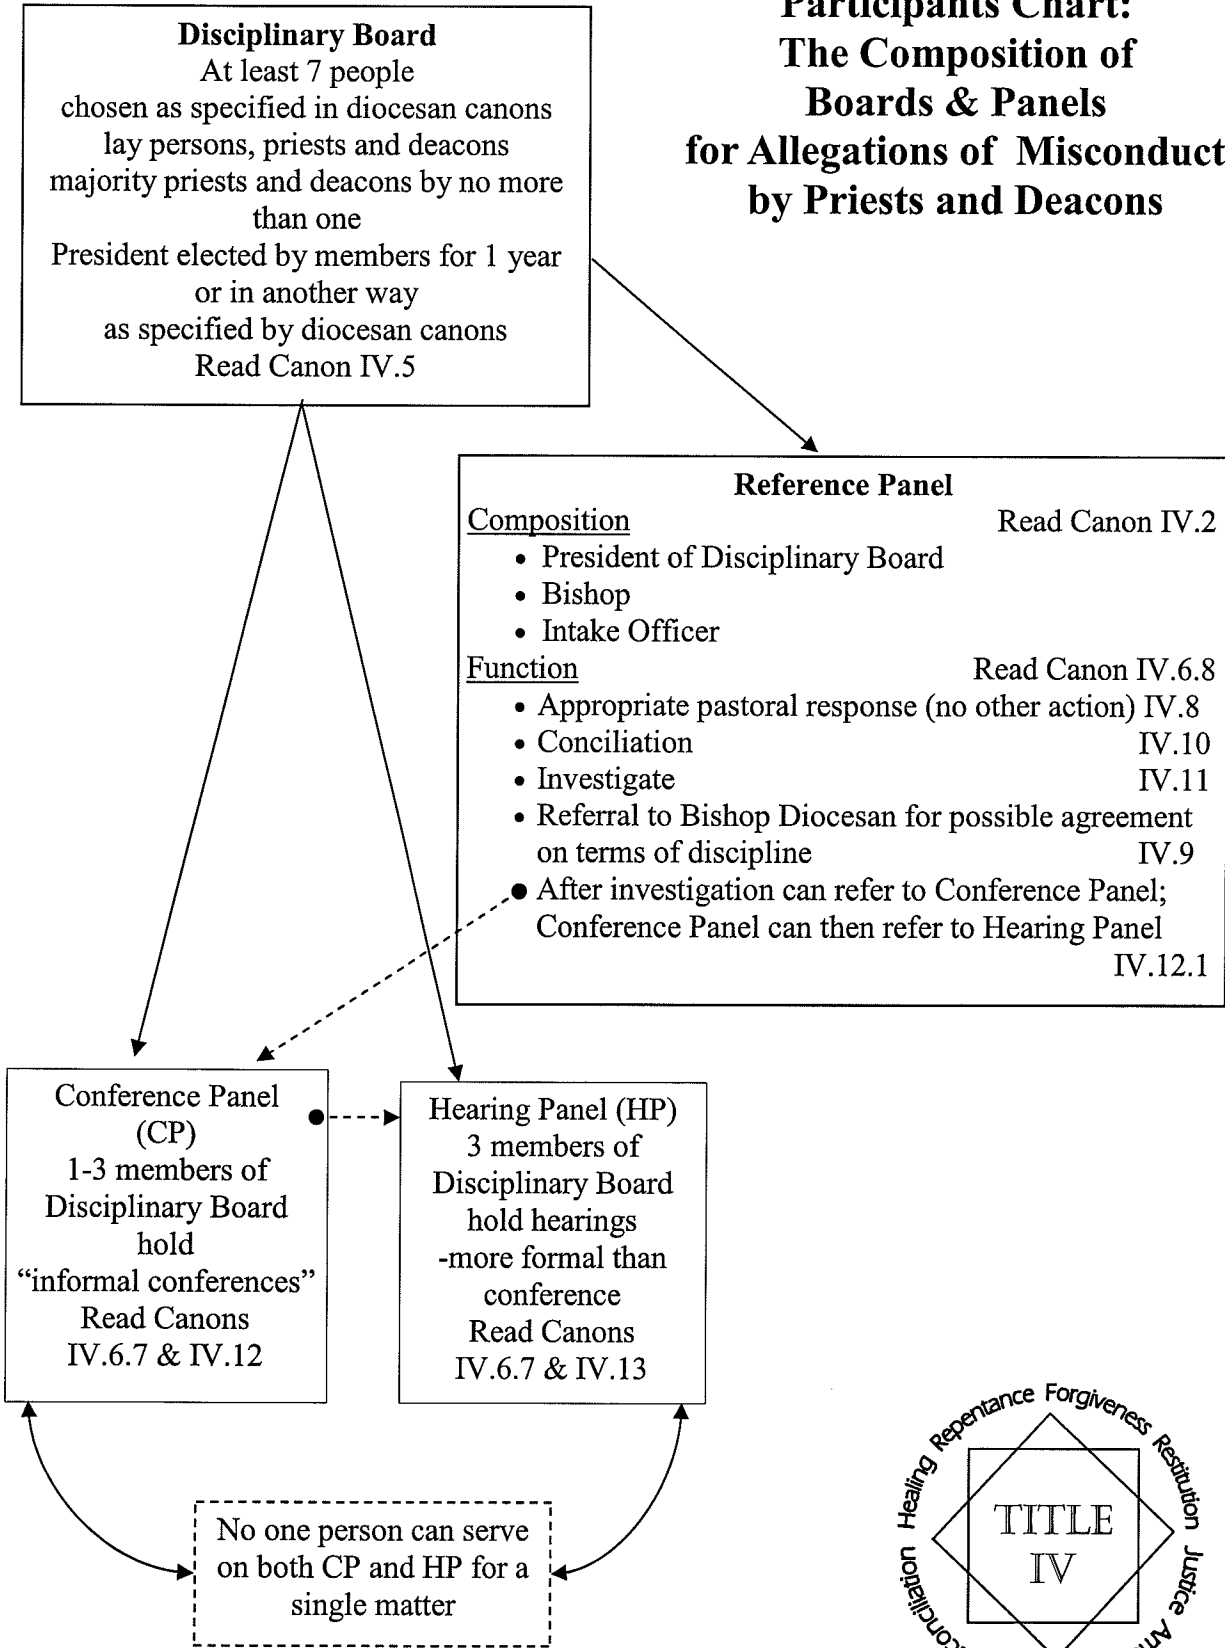 Participants Chart:
The Composition of
Boards & Panels
for Allegations of Misconduct
by Priests and Deacons
Disciplinary Board
At least 7 people
chosen as specified in diocesan canons
lay persons, priests and deacons
majority priests and deacons by no more
than one
President elected by members for 1 year
or in another way
as specified by diocesan canons
Read Canon IV.5
Reference Panel
Composition Read Canon IV.2
• President of Disciplinary Board
• Bishop
• Intake Officer
Function Read Canon IV.6.8
• Appropriate pastoral response (no other action) IV.8
• Conciliation IV.10
• Investigate IV.11
• Referral to Bishop Diocesan for possible agreement
on terms of discipline IV.9
• After investigation can refer to Conference Panel;
Conference Panel can then refer to Hearing Panel
IV.12.1
Conference Panel
(CP)
1-3 members of
Disciplinary Board
hold
“informal conferences”
Read Canons
IV.6.7 & IV.12
Hearing Panel (HP)
3 members of
Disciplinary Board
hold hearings
-more formal than
conference
Read Canons
IV.6.7 & IV.13
No one person can serve
on both CP and HP for a
single matter
Healing Repentance Forgiveness Restitution Justice
TITLE
IV